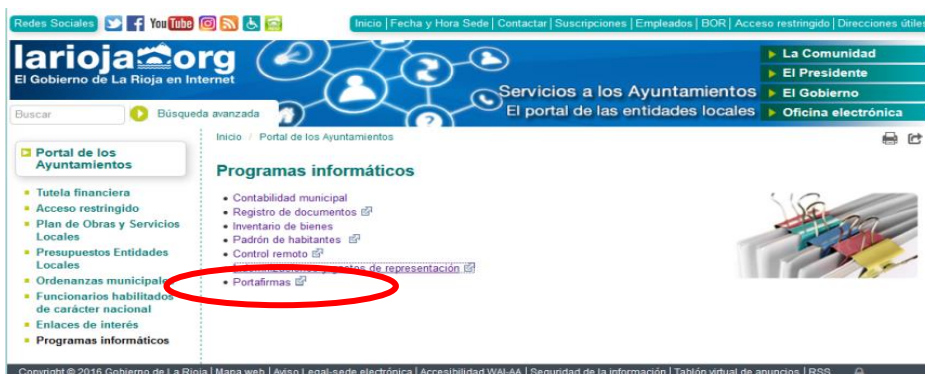 Redes Sociales You Tube Inicio | Fecha y Hora Sede | Contactar | Suscripciones | Empleados | BOR | Acceso restringido | Direcciones útiles
larioja org
El Gobierno de La Rioja en Internet
Servicios a los Ayuntamientos
El portal de las entidades locales
La Comunidad
El Presidente
El Gobierno
Oficina electrónica
Buscar Búsqueda avanzada
Inicio / Portal de los Ayuntamientos
Portal de los
Ayuntamientos
Tutela financiera
Acceso restringido
Plan de Obras y Servicios
Locales
Presupuestos Entidades
Locales
Ordenanzas municipale
Funcionarios habilitados
de carácter nacional
Enlaces de interés
Programas informáticos
Programas informáticos
• Contabilidad municipal
• Registro de documentos
• Inventario de bienes
• Padrón de habitantes
• Control remoto
gastos de representación
• Portafirmas
Copyright © 2016 Gobierno de La Rioja | Mapa web | Aviso Legal-sede electrónica | Accesibilidad WAI-AA | Seguridad de la información | Tablón virtual de anuncios | RSS